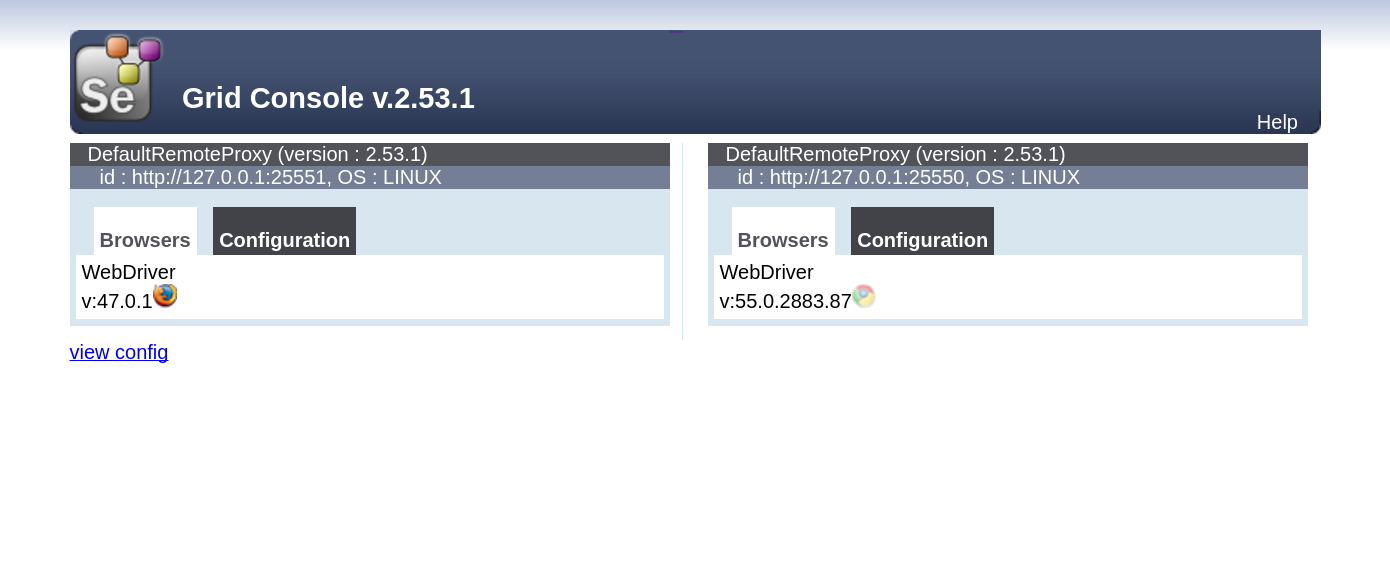 Se
Grid Console v.2.53.1
Help
DefaultRemoteProxy (version : 2.53.1)
id : http://127.0.0.1:25551, OS : LINUX
Browsers Configuration
WebDriver
v:47.0.1
DefaultRemoteProxy (version : 2.53.1)
id : http://127.0.0.1:25550, OS : LINUX
Browsers Configuration
WebDriver
v:55.0.2883.87
view config